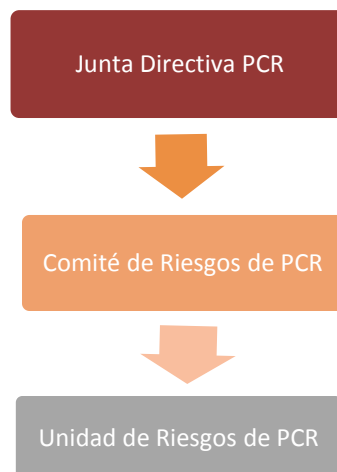 Junta Directiva PCR
Comité de Riesgos de PCR
Unidad de Riesgos de PCR